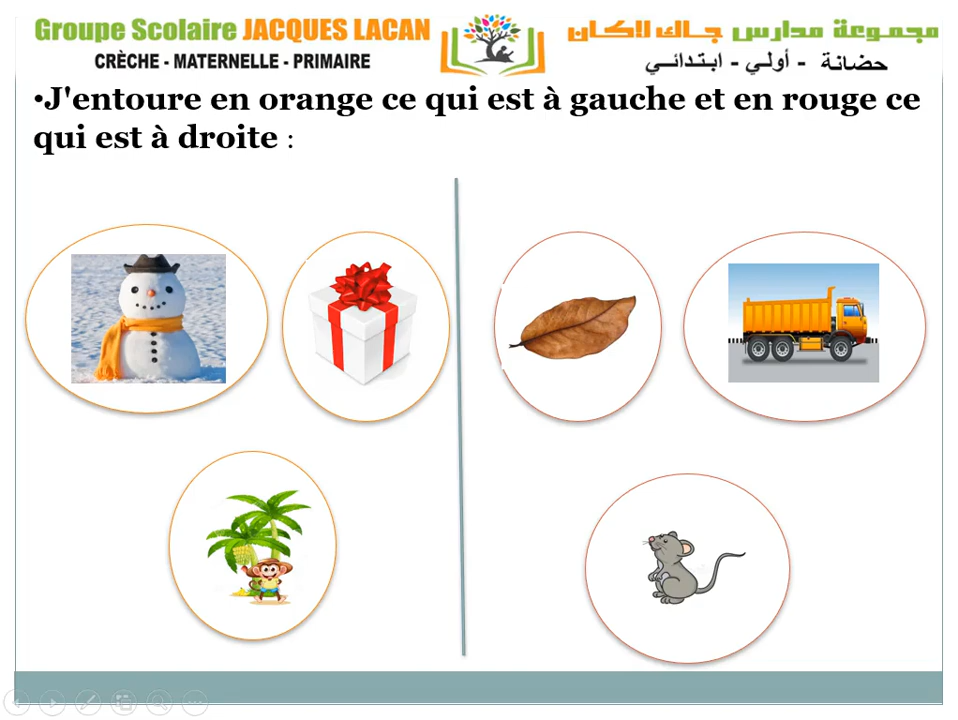 Groupe Scolaire JACQUES LACAN
CRÈCHE - MATERNELLE - PRIMAIRE
مجموعة مدارس جاك لاكان
حضانة - أولي - ابتدائي
•J'entoure en orange ce qui est à gauche et en rouge ce
qui est à droite :